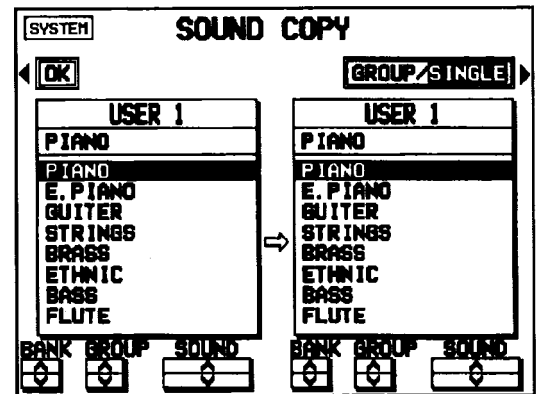 SYSTEM SOUND COPY
OK GROUP/SINGLE
USER 1
PIANO
PIANO
E.PIANO
GUITER
STRINGS
BRASS
ETHNIC
BASS
FLUTE
BANK GROUP SOUND
USER 1
PIANO
PIANO
E.PIANO
GUITER
STRINGS
BRASS
ETHNIC
BASS
FLUTE
BANK GROUP SOUND